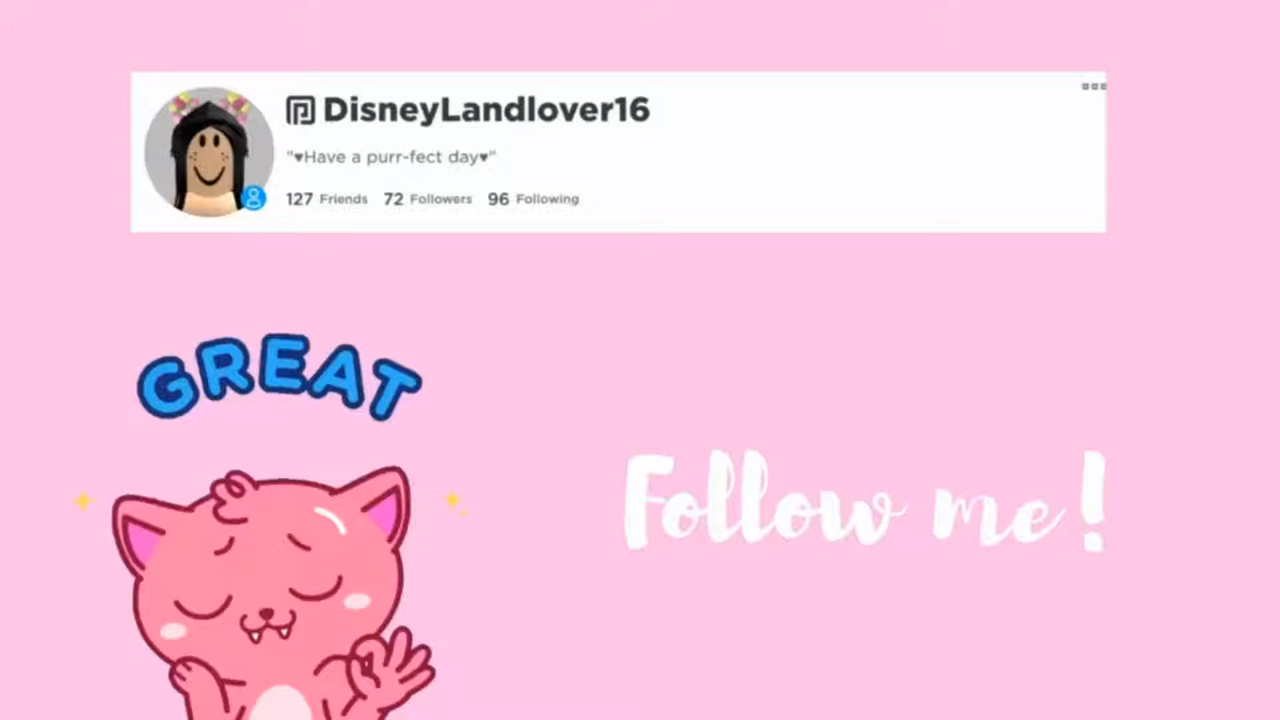 DisneyLandlover16
"♥Have a purr-fect day♥"
127 Friends 72 Followers 96 Following
GREAT
Follow me!